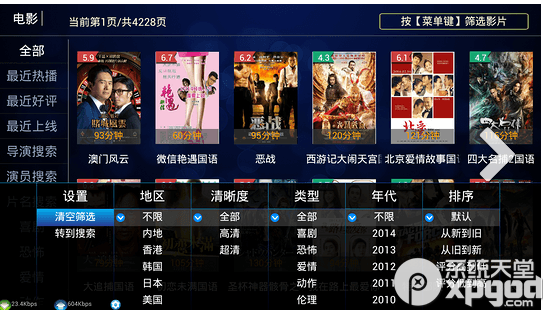 电影 当前第1页/共4228页 按【菜单键】筛选影片
全部
最近热播
最近好评
最近上线
导演搜索
演员搜索
5.9 6.7 6.2 4.3 6.1 4.7
93分钟 60分钟 95分钟 120分钟 121分钟
澳门风云 微信艳遇国语 恶战 西游记大闹天宫 北京爱情故事国语 四大名捕2国语
设置 地区 清晰度 类型 年代 排序
清空筛选 不限 全部 全部 不限 默认
转到搜索 内地 高清 喜剧 2014 从新到旧
香港 超清 恐怖 2013 从旧到新
韩国 爱情 2012
日本 动作 2011
美国 伦理 2010
23.4Kbps 604Kbps
系统天堂
xpgod.com